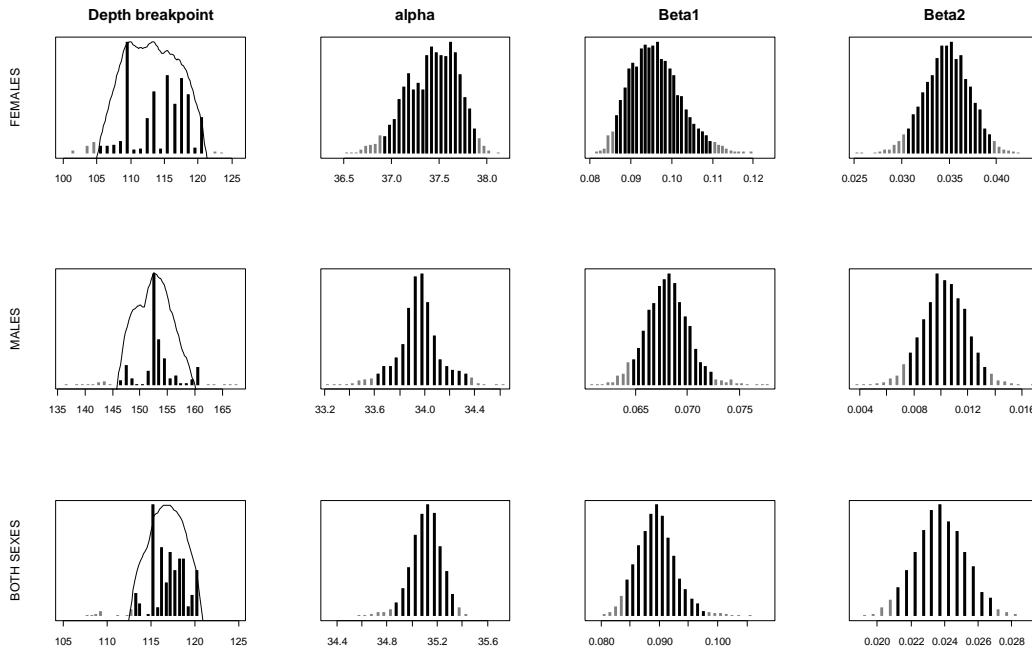 Depth breakpoint alpha Beta1 Beta2
FEMALES
100 105 110 115 120 125 36.5 37.0 37.5 38.0 0.08 0.09 0.10 0.11 0.12 0.025 0.030 0.035 0.040
MALES
135 140 145 150 155 160 165 33.2 33.6 34.0 34.4 0.065 0.070 0.075 0.004 0.008 0.012 0.016
BOTH SEXES
105 110 115 120 125 34.4 34.8 35.2 35.6 0.080 0.090 0.100 0.020 0.022 0.024 0.026 0.028